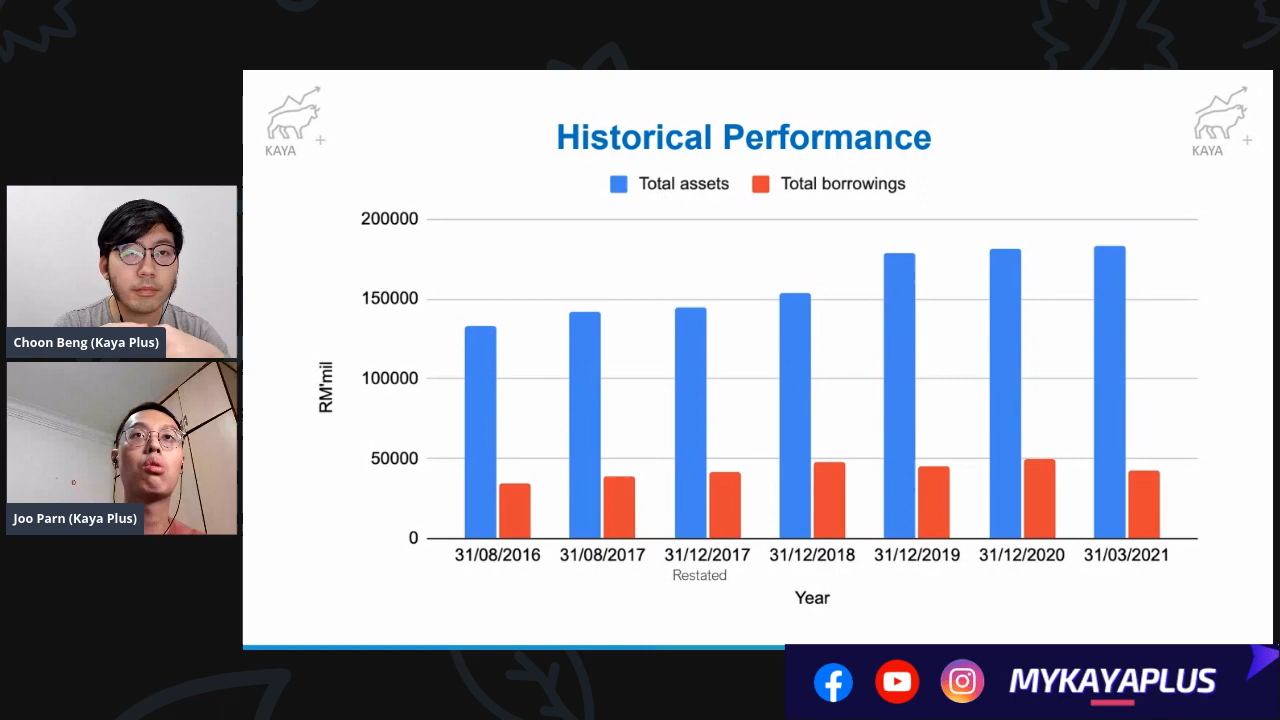 KAYA
KAYA
Historical Performance
Total assets
Total borrowings
200000
150000
100000
50000
0
RM'mil
31/08/2016
31/08/2017
31/12/2017
31/12/2018
31/12/2019
31/12/2020
31/03/2021
Restated
Year
Choon Beng (Kaya Plus)
Joo Parn (Kaya Plus)
MYKAYAPLUS